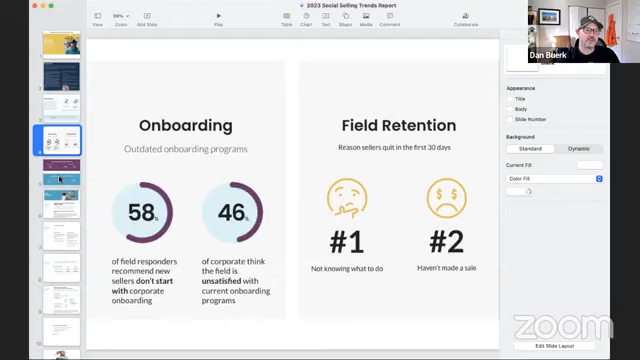 2023 Social Selling Trends Report
99%
View
Zoom
Add Slide
Play
Table
Chart
Text
Shape
Media
Comment
Collaborate
Dan Buerk
Onboarding
Outdated onboarding programs
58%
of field responders
recommend new
sellers don't start
with corporate
onboarding
46%
of corporate think
the field is
unsatisfied with
current onboarding
programs
Field Retention
Reason sellers quit in the first 30 days
#1
Not knowing what to do
#2
Haven't made a sale
Appearance
Title
Body
Slide Number
Background
Standard
Dynamic
Current Fill
Color Fill
Edit Slide Layout
zoom